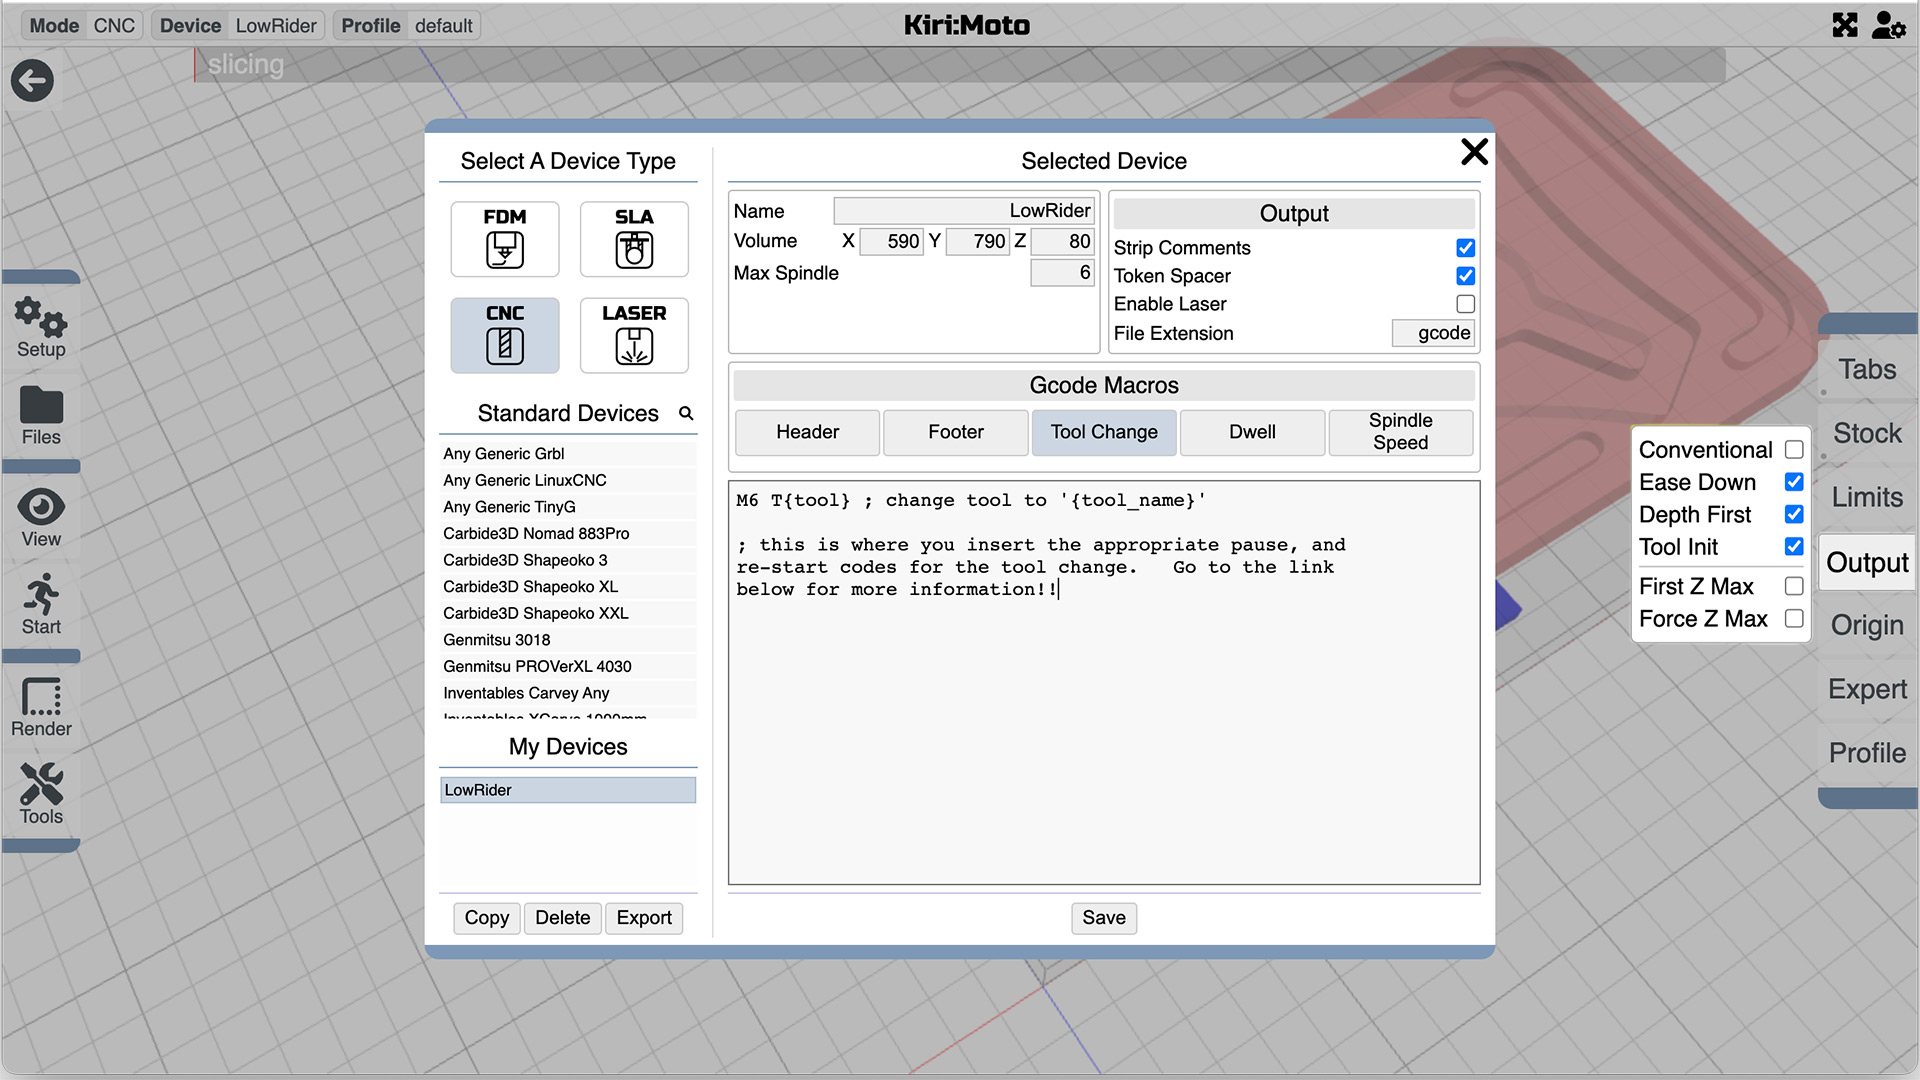 Mode CNC Device LowRider Profile default
Kiri:Moto
slicing
Setup
Files
View
Start
Render
Tools
Select A Device Type
FDM
SLA
CNC
LASER
Standard Devices
Any Generic Grbl
Any Generic LinuxCNC
Any Generic TinyG
Carbide3D Nomad 883Pro
Carbide3D Shapeoko 3
Carbide3D Shapeoko XL
Carbide3D Shapeoko XXL
Genmitsu 3018
Genmitsu PROVerXL 4030
Inventables Carvey Any
Inventables XCarve 1000mm
My Devices
LowRider
Copy Delete Export
Selected Device
Name LowRider
Volume X 590 Y 790 Z 80
Max Spindle 6
Output
Strip Comments
Token Spacer
Enable Laser
File Extension gcode
Gcode Macros
Header
Footer
Tool Change
Dwell
Spindle
Speed
M6 T{tool} ; change tool to '{tool_name}'
; this is where you insert the appropriate pause, and
re-start codes for the tool change.   Go to the link
below for more information!!
Save
Conventional
Ease Down
Depth First
Tool Init
First Z Max
Force Z Max
Tabs
Stock
Limits
Output
Origin
Expert
Profile